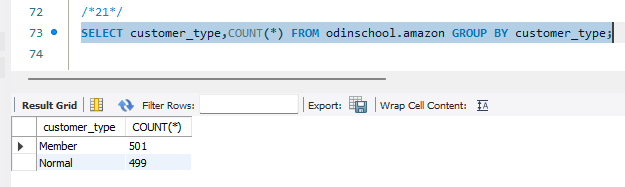 72 /*21*/
73 SELECT customer_type,COUNT(*) FROM odinschool.amazon GROUP BY customer_type;
74
Result Grid Filter Rows: Export: Wrap Cell Content: IA
customer_type COUNT(*)
Member 501
Normal 499